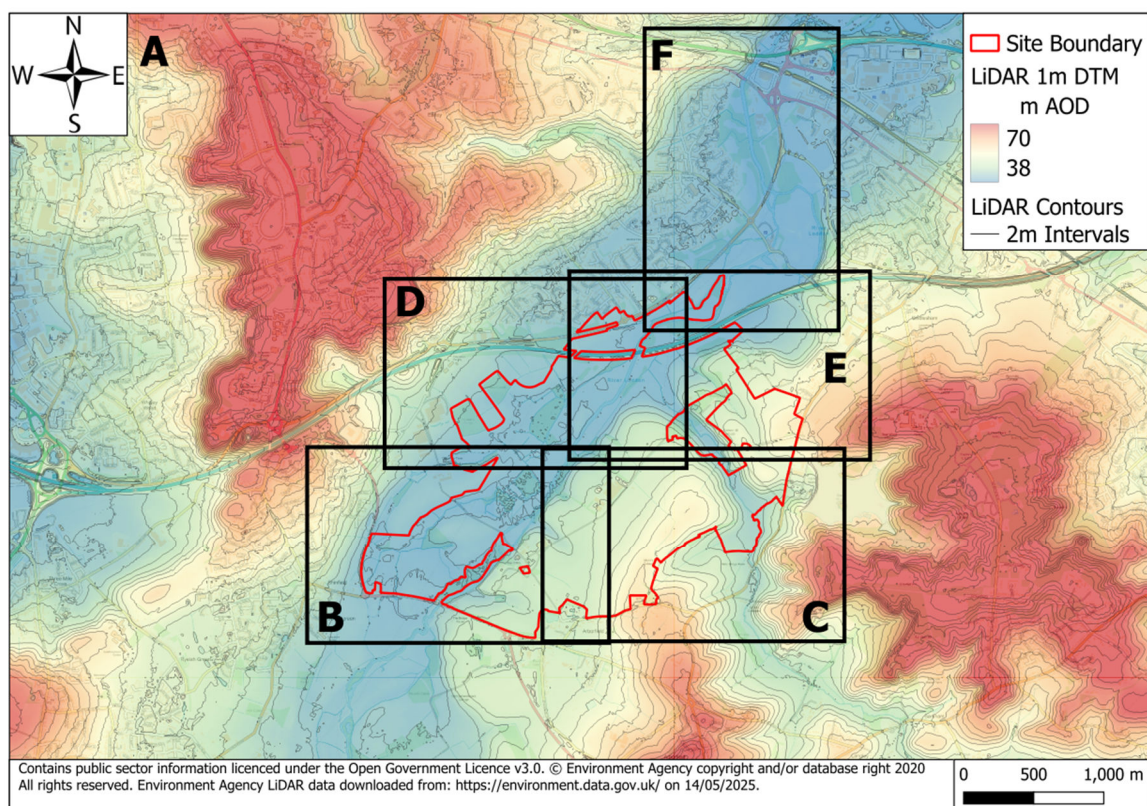 N
W E
S
A
F
D
E
B
C
Site Boundary
LiDAR 1m DTM
m AOD
70
38
LiDAR Contours
2m Intervals
Contains public sector information licenced under the Open Government Licence v3.0. © Environment Agency copyright and/or database right 2020
All rights reserved. Environment Agency LiDAR data downloaded from: https://environment.data.gov.uk/ on 14/05/2025.
0 500 1,000 m